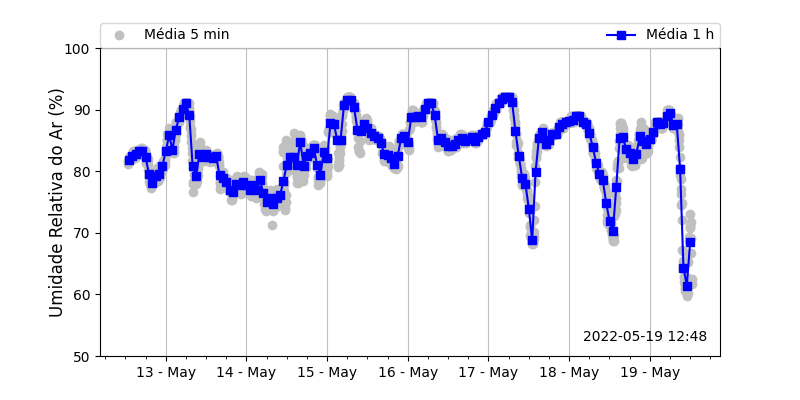 Média 5 min
Média 1 h
Umidade Relativa do Ar (%)
100
90
80
70
60
50
2022-05-19 12:48
13 - May
14 - May
15 - May
16 - May
17 - May
18 - May
19 - May